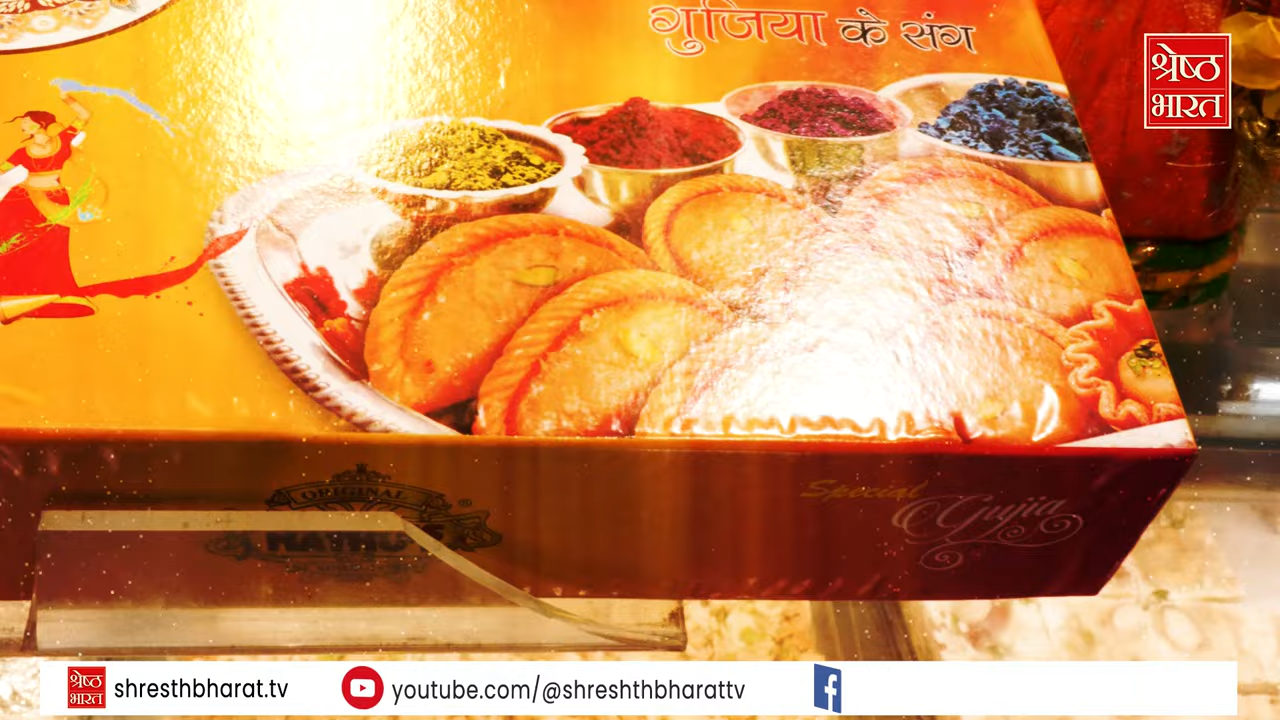 गुजिया के संग
श्रेष्ठ
भारत
ORIGINAL
®
Special
Gujia
श्रेष्ठ
भारत
shresthbharat.tv
youtube.com/@shreshthbharattv